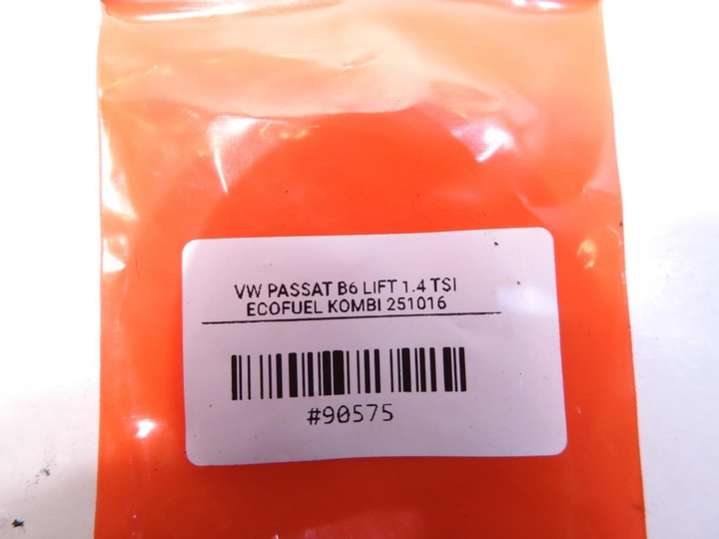 VW PASSAT B6 LIFT 1.4 TSI
ECOFUEL KOMBI 251016
#90575